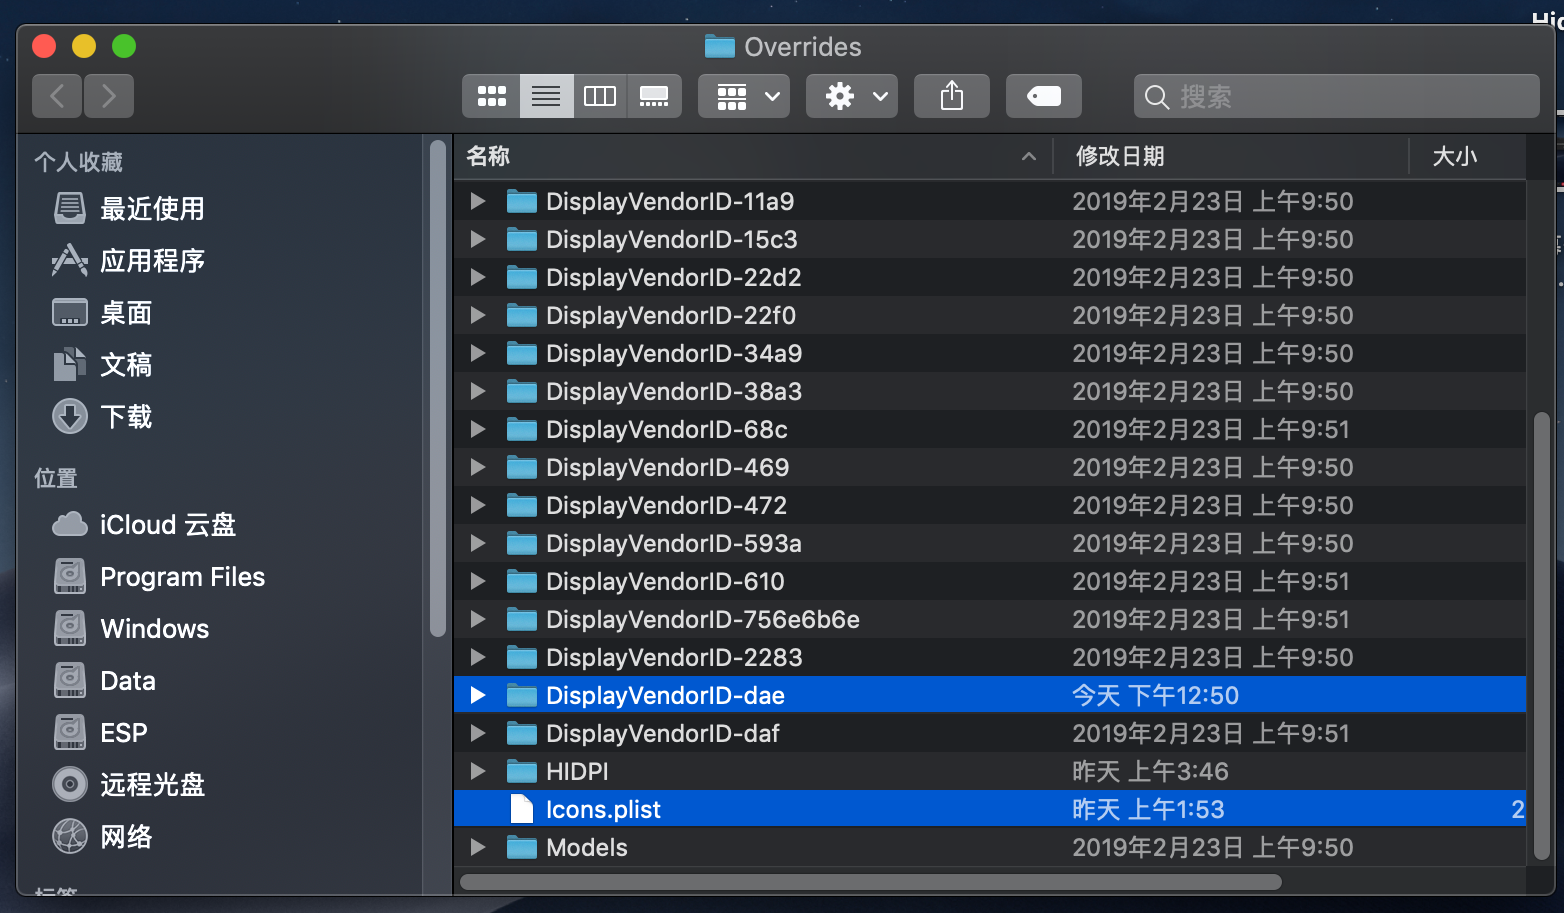 Hid
Overrides
搜索
个人收藏
最近使用
应用程序
桌面
文稿
下载
位置
iCloud 云盘
Program Files
Windows
Data
ESP
远程光盘
网络
标签
名称 修改日期 大小
DisplayVendorID-11a9 2019年2月23日 上午9:50
DisplayVendorID-15c3 2019年2月23日 上午9:50
DisplayVendorID-22d2 2019年2月23日 上午9:50
DisplayVendorID-22f0 2019年2月23日 上午9:50
DisplayVendorID-34a9 2019年2月23日 上午9:50
DisplayVendorID-38a3 2019年2月23日 上午9:50
DisplayVendorID-68c 2019年2月23日 上午9:51
DisplayVendorID-469 2019年2月23日 上午9:50
DisplayVendorID-472 2019年2月23日 上午9:50
DisplayVendorID-593a 2019年2月23日 上午9:50
DisplayVendorID-610 2019年2月23日 上午9:51
DisplayVendorID-756e6b6e 2019年2月23日 上午9:51
DisplayVendorID-2283 2019年2月23日 上午9:50
DisplayVendorID-dae 今天 下午12:50
DisplayVendorID-daf 2019年2月23日 上午9:51
HIDPI 昨天 上午3:46
Icons.plist 昨天 上午1:53 2
Models 2019年2月23日 上午9:50